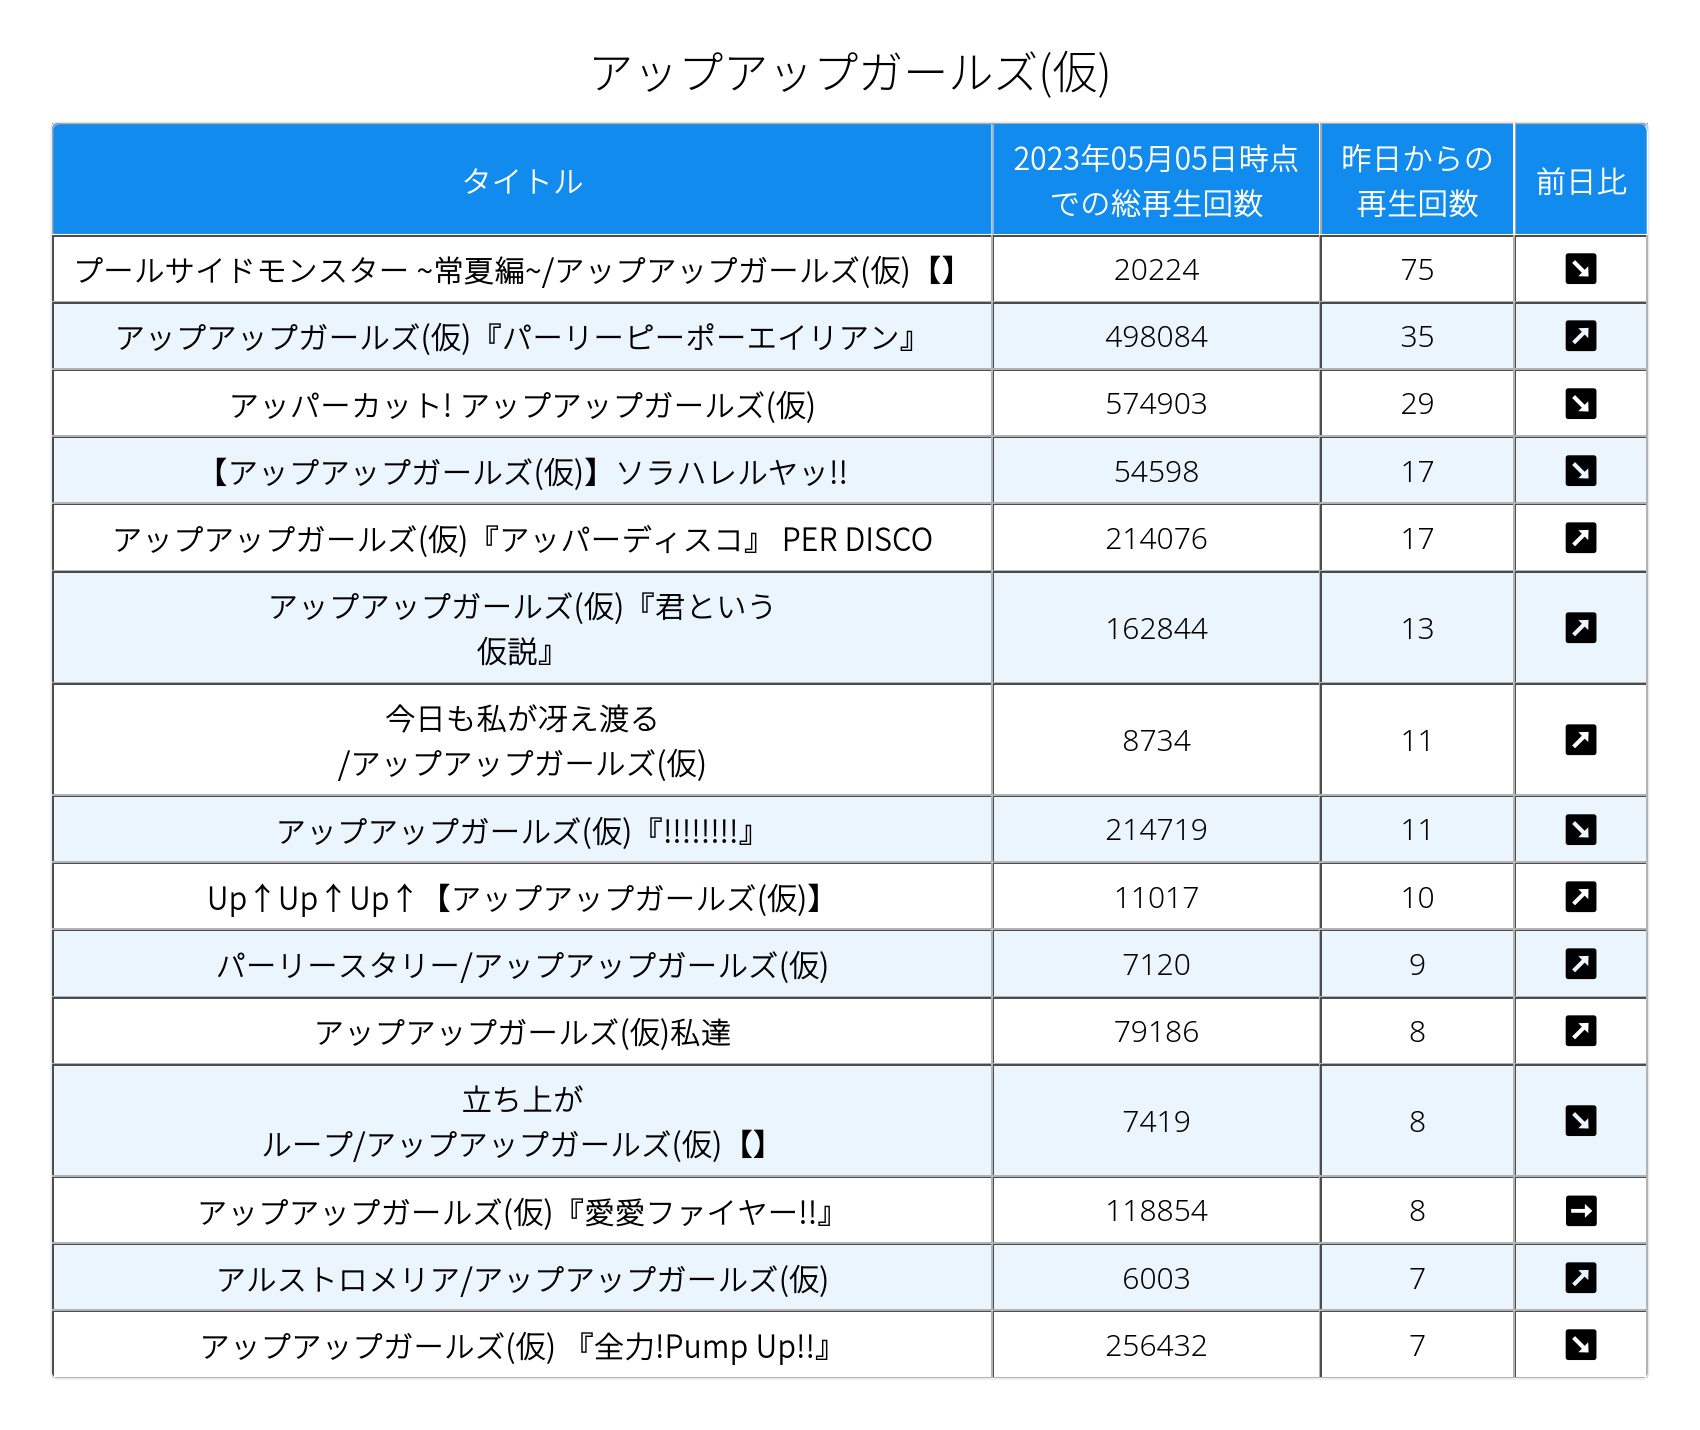 アップアップガールズ(仮)
タイトル
2023年05月05日時点
での総再生回数
昨日からの
再生回数
前日比
プールサイドモンスター ~常夏編~/アップアップガールズ(仮)【】 20224 75 ↘
アップアップガールズ(仮)『パーリーピーポーエイリアン』 498084 35 ↗
アッパーカット! アップアップガールズ(仮) 574903 29 ↘
【アップアップガールズ(仮)】ソラハレルヤッ!! 54598 17 ↘
アップアップガールズ(仮)『アッパーディスコ』 PER DISCO 214076 17 ↗
アップアップガールズ(仮)『君という
仮説』 162844 13 ↗
今日も私が冴え渡る
/アップアップガールズ(仮) 8734 11 ↗
アップアップガールズ(仮)『!!!!!!!!』 214719 11 ↘
Up↑Up↑Up↑【アップアップガールズ(仮)】 11017 10 ↗
パーリースタリー/アップアップガールズ(仮) 7120 9 ↗
アップアップガールズ(仮)私達 79186 8 ↗
立ち上が
ループ/アップアップガールズ(仮)【】 7419 8 ↘
アップアップガールズ(仮)『愛愛ファイヤー!!』 118854 8 →
アルストロメリア/アップアップガールズ(仮) 6003 7 ↗
アップアップガールズ(仮) 『全力!Pump Up!!』 256432 7 ↘